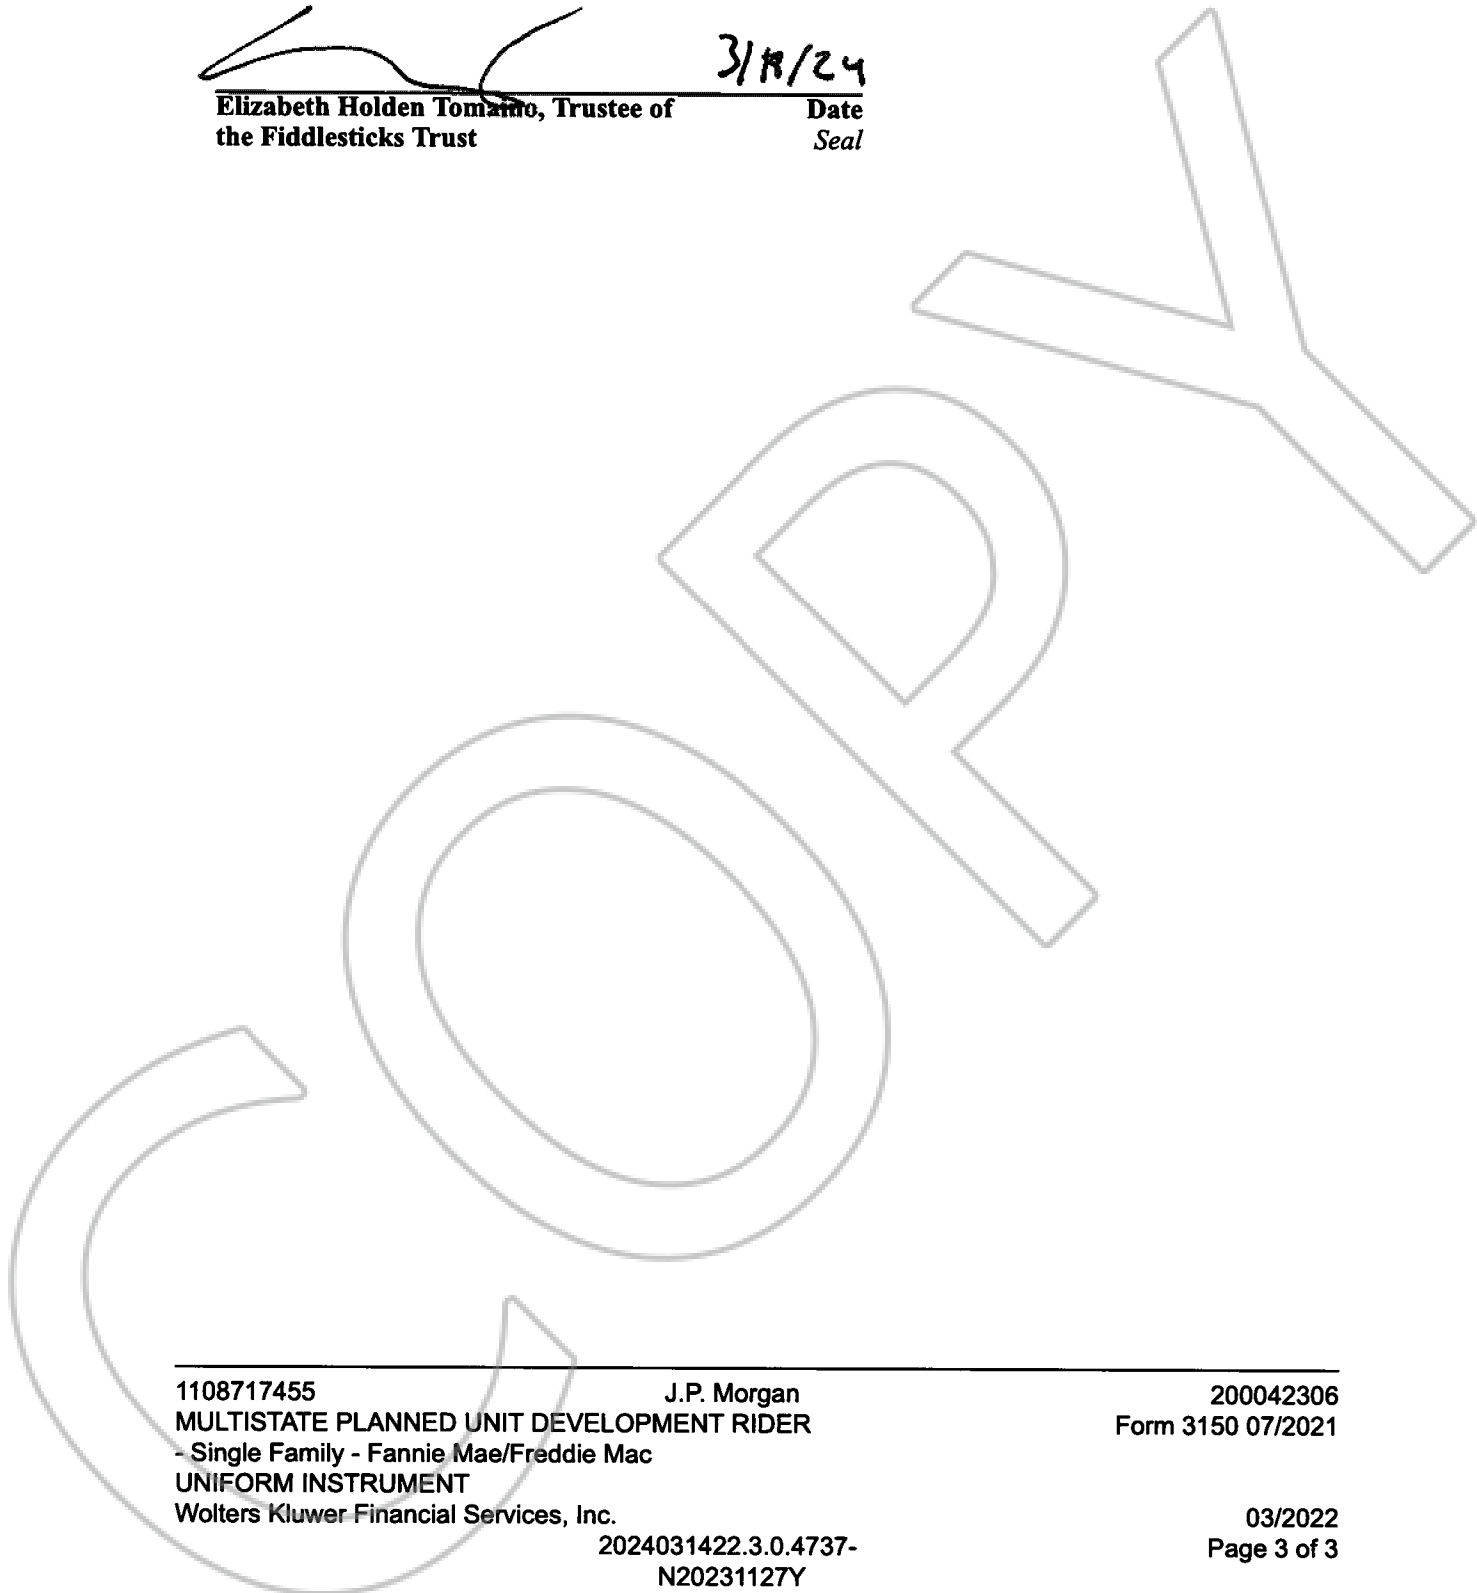 3/18/24
Elizabeth Holden Tomaino, Trustee of Date
the Fiddlesticks Trust Seal
COPY
1108717455 J.P. Morgan 200042306
MULTISTATE PLANNED UNIT DEVELOPMENT RIDER Form 3150 07/2021
- Single Family - Fannie Mae/Freddie Mac
UNIFORM INSTRUMENT
Wolters Kluwer Financial Services, Inc. 03/2022
2024031422.3.0.4737- Page 3 of 3
N20231127Y